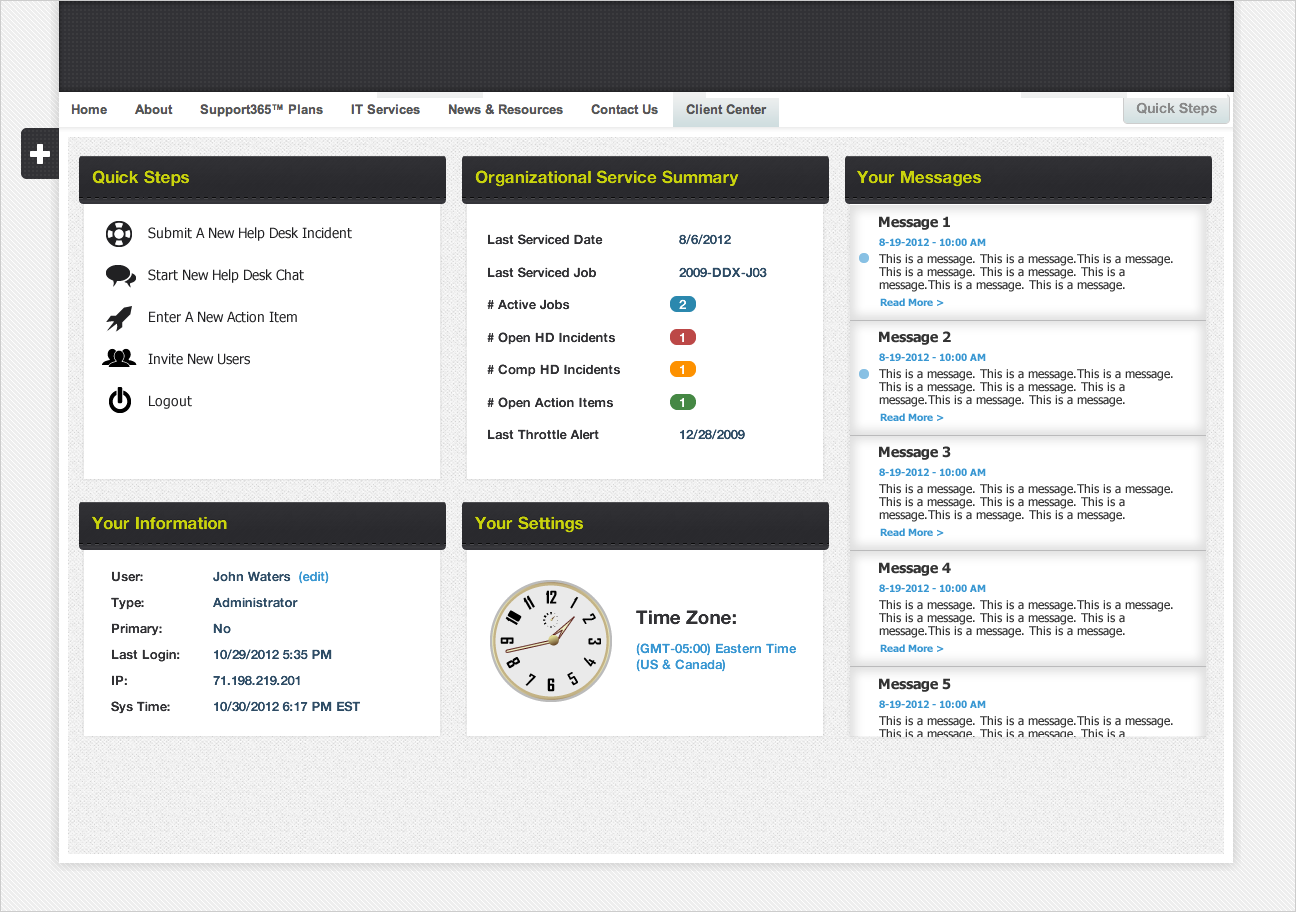 Home About Support365™ Plans IT Services News & Resources Contact Us Client Center Quick Steps
Quick Steps
Submit A New Help Desk Incident
Start New Help Desk Chat
Enter A New Action Item
Invite New Users
Logout
Organizational Service Summary
Last Serviced Date 8/6/2012
Last Serviced Job 2009-DDX-J03
# Active Jobs 2
# Open HD Incidents 1
# Comp HD Incidents 1
# Open Action Items 1
Last Throttle Alert 12/28/2009
Your Messages
Message 1
8-19-2012 - 10:00 AM
This is a message. This is a message.This is a message.
This is a message. This is a message. This is a
message.This is a message. This is a message.
Read More >
Message 2
8-19-2012 - 10:00 AM
This is a message. This is a message.This is a message.
This is a message. This is a message. This is a
message.This is a message. This is a message.
Read More >
Message 3
8-19-2012 - 10:00 AM
This is a message. This is a message.This is a message.
This is a message. This is a message. This is a
message.This is a message. This is a message.
Read More >
Message 4
8-19-2012 - 10:00 AM
This is a message. This is a message.This is a message.
This is a message. This is a message. This is a
message.This is a message. This is a message.
Read More >
Message 5
8-19-2012 - 10:00 AM
This is a message. This is a message.This is a message.
This is a message. This is a message. This is a
Your Information
User: John Waters (edit)
Type: Administrator
Primary: No
Last Login: 10/29/2012 5:35 PM
IP: 71.198.219.201
Sys Time: 10/30/2012 6:17 PM EST
Your Settings
12
1
2
3
4
5
6
7
8
9
10
11
Time Zone:
(GMT-05:00) Eastern Time
(US & Canada)